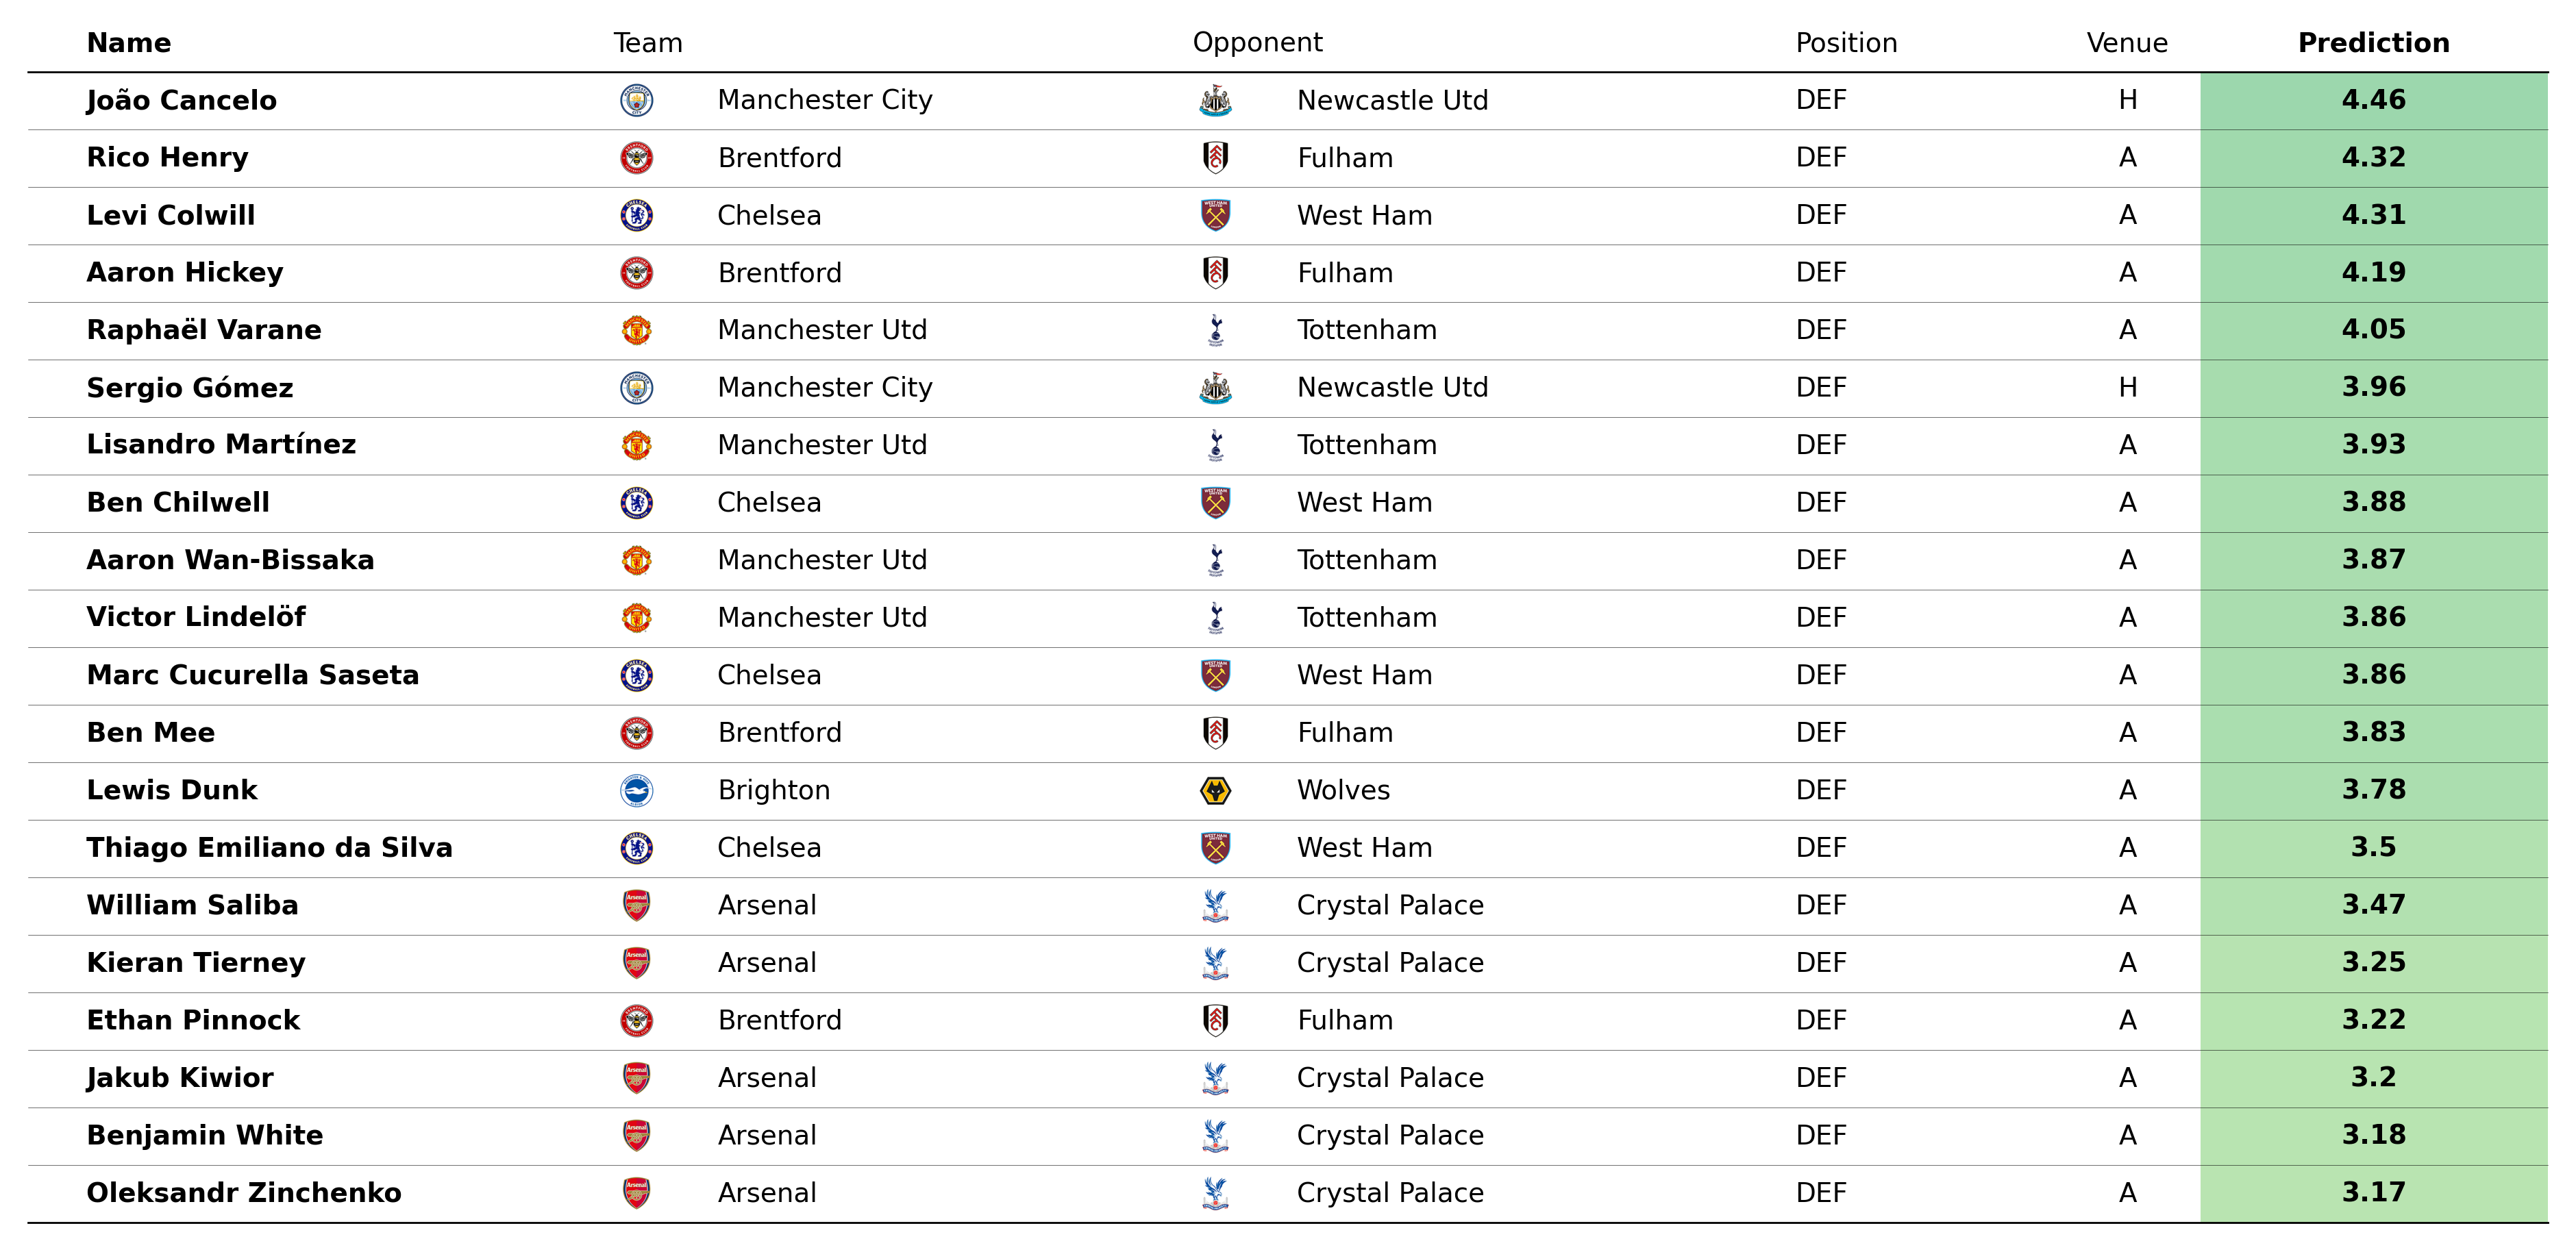 Name Team Opponent Position Venue Prediction
João Cancelo Manchester City Newcastle Utd DEF H 4.46
Rico Henry Brentford Fulham DEF A 4.32
Levi Colwill Chelsea West Ham DEF A 4.31
Aaron Hickey Brentford Fulham DEF A 4.19
Raphaël Varane Manchester Utd Tottenham DEF A 4.05
Sergio Gómez Manchester City Newcastle Utd DEF H 3.96
Lisandro Martínez Manchester Utd Tottenham DEF A 3.93
Ben Chilwell Chelsea West Ham DEF A 3.88
Aaron Wan-Bissaka Manchester Utd Tottenham DEF A 3.87
Victor Lindelöf Manchester Utd Tottenham DEF A 3.86
Marc Cucurella Saseta Chelsea West Ham DEF A 3.86
Ben Mee Brentford Fulham DEF A 3.83
Lewis Dunk Brighton Wolves DEF A 3.78
Thiago Emiliano da Silva Chelsea West Ham DEF A 3.5
William Saliba Arsenal Crystal Palace DEF A 3.47
Kieran Tierney Arsenal Crystal Palace DEF A 3.25
Ethan Pinnock Brentford Fulham DEF A 3.22
Jakub Kiwior Arsenal Crystal Palace DEF A 3.2
Benjamin White Arsenal Crystal Palace DEF A 3.18
Oleksandr Zinchenko Arsenal Crystal Palace DEF A 3.17